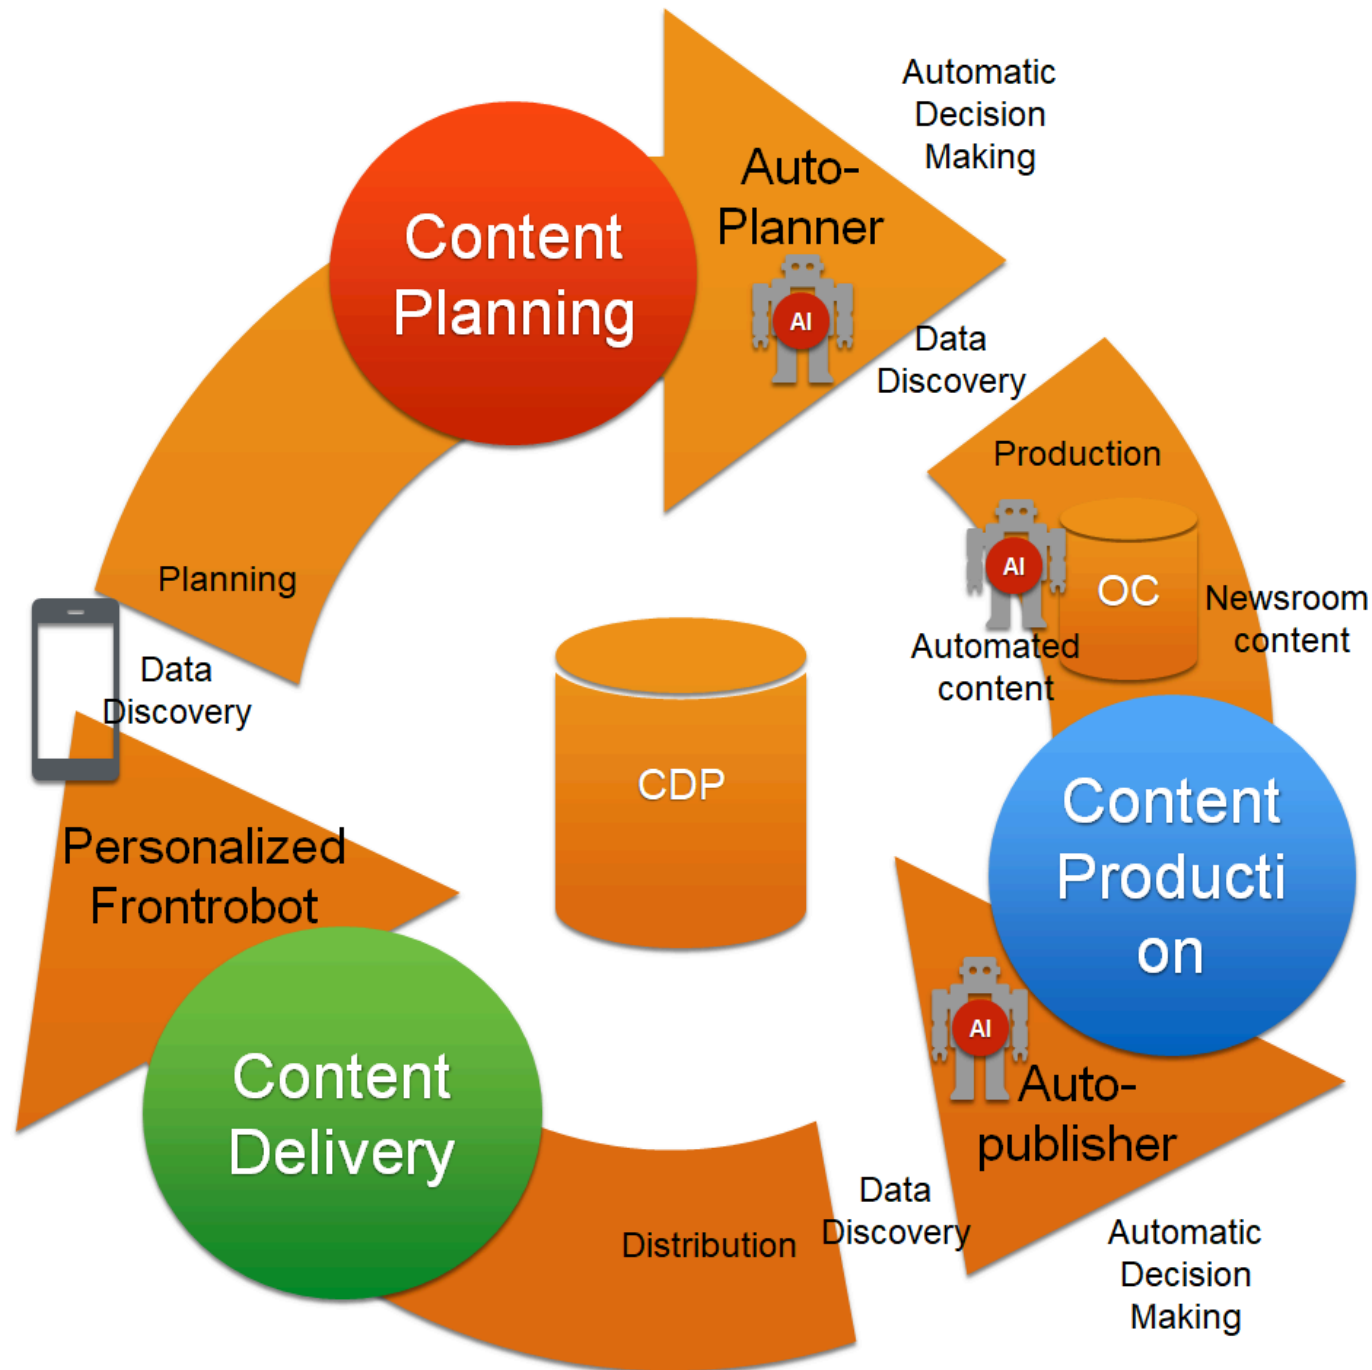 Automatic
Decision
Making
Auto-
Planner
AI
Content
Planning
Data
Discovery
Production
AI
OC
Newsroom
content
Automated
content
Planning
Data
Discovery
CDP
Content
Producti
on
Personalized
Frontrobot
AI
Auto-
publisher
Content
Delivery
Data
Discovery
Distribution
Automatic
Decision
Making